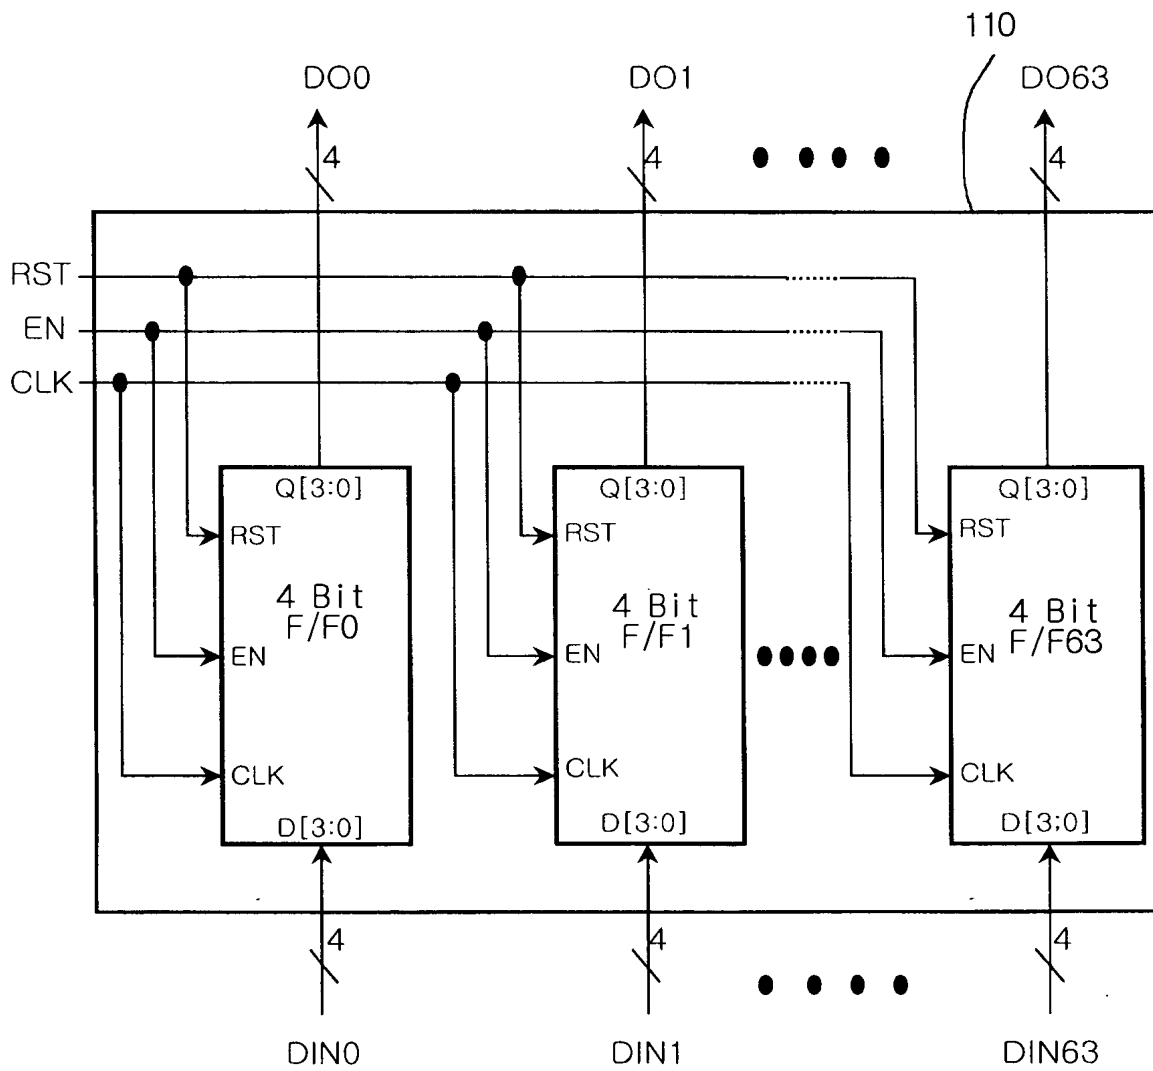 110
DO0 DO1 DO63
4 4 4
RST
EN
CLK
Q[3:0] Q[3:0] Q[3:0]
RST RST RST
4 Bit 4 Bit 4 Bit
F/F0 F/F1 F/F63
EN EN EN
CLK CLK CLK
D[3:0] D[3:0] D[3;0]
4 4 4
DIN0 DIN1 DIN63